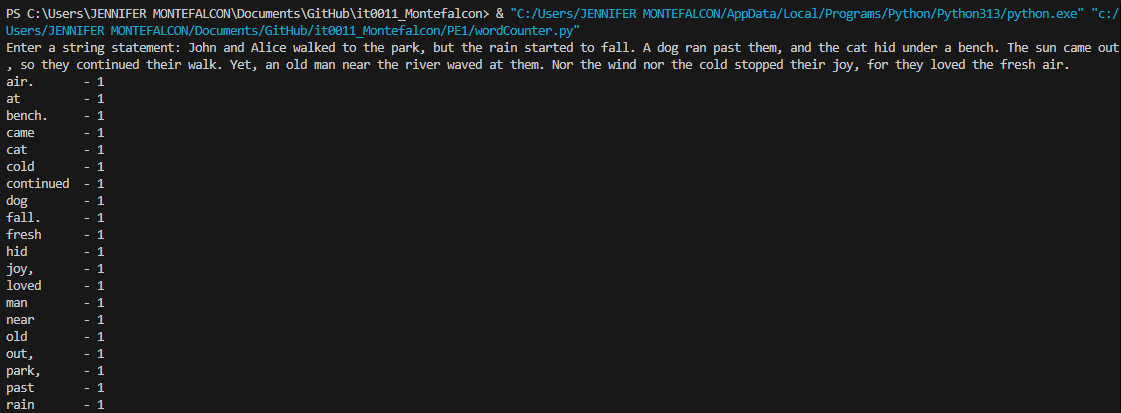 PS C:\Users\JENNIFER MONTEFALCON\Documents\GitHub\it0011_Montefalcon> & "C:/Users/JENNIFER MONTEFALCON/AppData/Local/Programs/Python/Python313/python.exe" "c:/
Users/JENNIFER MONTEFALCON/Documents/GitHub/it0011_Montefalcon/PE1/wordCounter.py"
Enter a string statement: John and Alice walked to the park, but the rain started to fall. A dog ran past them, and the cat hid under a bench. The sun came out
, so they continued their walk. Yet, an old man near the river waved at them. Nor the wind nor the cold stopped their joy, for they loved the fresh air.
air. - 1
at - 1
bench. - 1
came - 1
cat - 1
cold - 1
continued - 1
dog - 1
fall. - 1
fresh - 1
hid - 1
joy, - 1
loved - 1
man - 1
near - 1
old - 1
out, - 1
park, - 1
past - 1
rain - 1